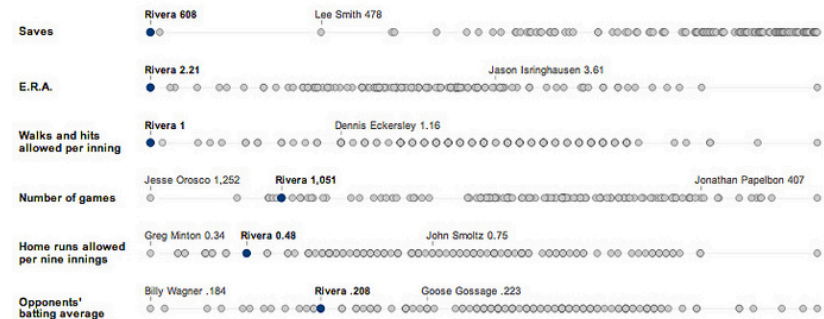 Rivera 608 Lee Smith 478
Saves
Rivera 2.21 Jason Isringhausen 3.61
E.R.A.
Rivera 1 Dennis Eckersley 1.16
Walks and hits
allowed per inning
Jesse Orosco 1,252 Rivera 1,051 Jonathan Papelbon 407
Number of games
Greg Minton 0.34 Rivera 0.48 John Smoltz 0.75
Home runs allowed
per nine innings
Billy Wagner .184 Rivera .208 Goose Gossage .223
Opponents'
batting average